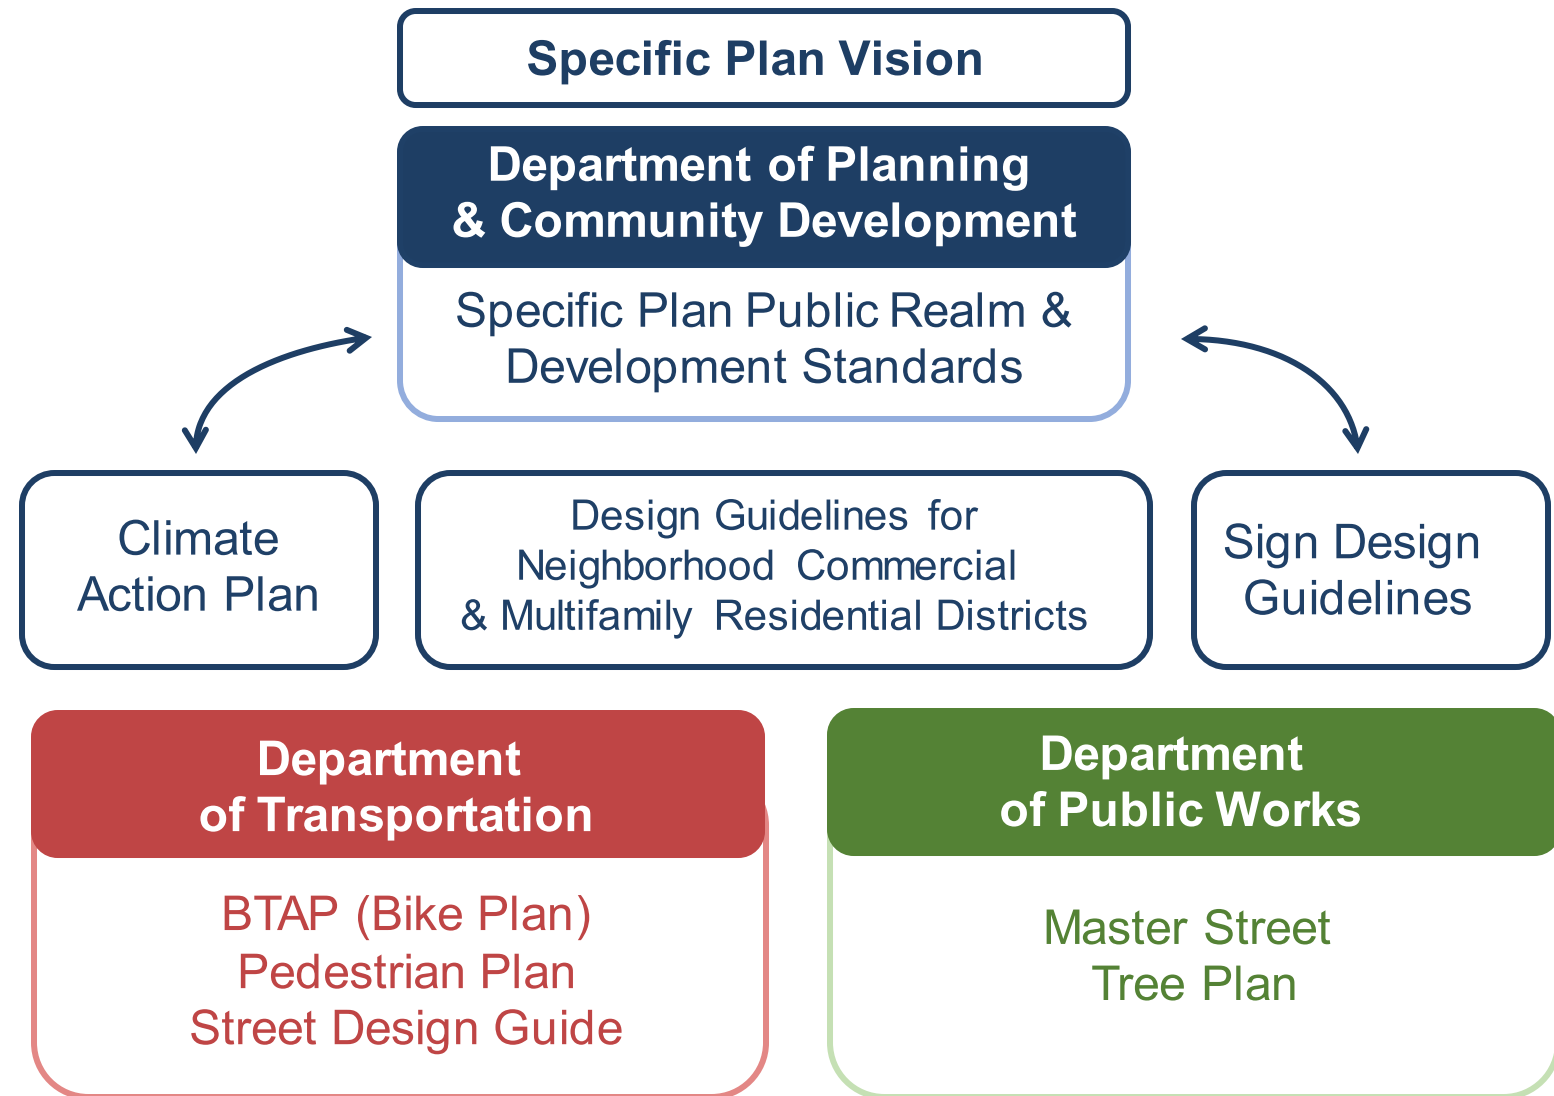 Specific Plan Vision
Department of Planning
& Community Development
Specific Plan Public Realm &
Development Standards
Climate
Action Plan
Design Guidelines for
Neighborhood Commercial
& Multifamily Residential Districts
Sign Design
Guidelines
Department
of Transportation
BTAP (Bike Plan)
Pedestrian Plan
Street Design Guide
Department
of Public Works
Master Street
Tree Plan